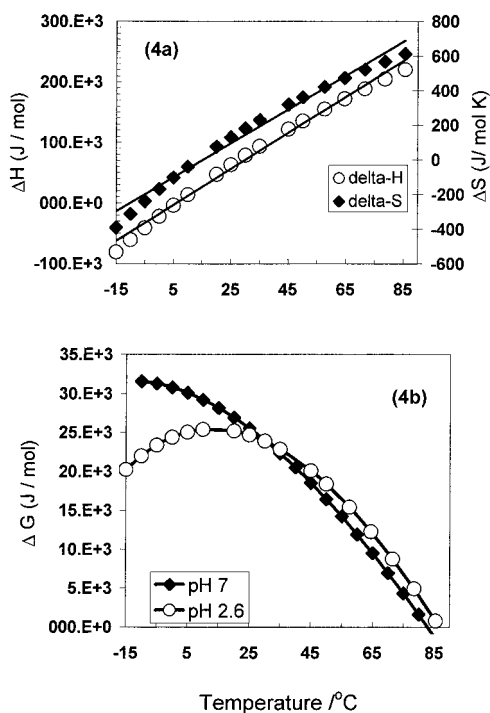 (4a)
300.E+3
200.E+3
100.E+3
000.E+3
-100.E+3
ΔH (J / mol)
800
600
400
200
0
-200
-400
-600
ΔS (J/ mol K)
delta-H
delta-S
-15 5 25 45 65 85
(4b)
35.E+3
30.E+3
25.E+3
20.E+3
15.E+3
10.E+3
5.E+3
000.E+0
Δ G (J / mol)
pH 7
pH 2.6
-15 5 25 45 65 85
Temperature /°C